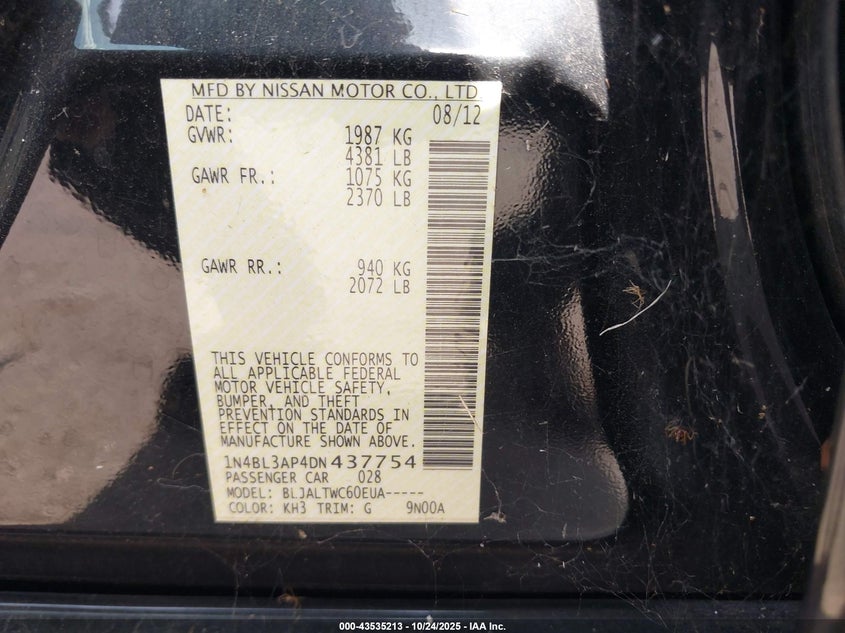 MFD BY NISSAN MOTOR CO., LTD
DATE: 08/12
GVWR: 1987 KG
4381 LB
GAWR FR.: 1075 KG
2370 LB
GAWR RR.: 940 KG
2072 LB
THIS VEHICLE CONFORMS TO
ALL APPLICABLE FEDERAL
MOTOR VEHICLE SAFETY,
BUMPER, AND THEFT
PREVENTION STANDARDS IN
EFFECT ON THE DATE OF
MANUFACTURE SHOWN ABOVE.
1N4BL3AP4DN437754
PASSENGER CAR 028
MODEL: BLJALTWC60EUA-----
COLOR: KH3 TRIM: G 9N00A
000-43535213 - 10/24/2025 - IAA Inc.